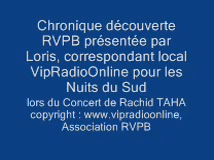 Chronique découverte
RVPB présentée par
Loris, correspondant local
VipRadioOnline pour les
Nuits du Sud
lors du Concert de Rachid TAHA
copyright : www.vipradioonline,
Association RVPB